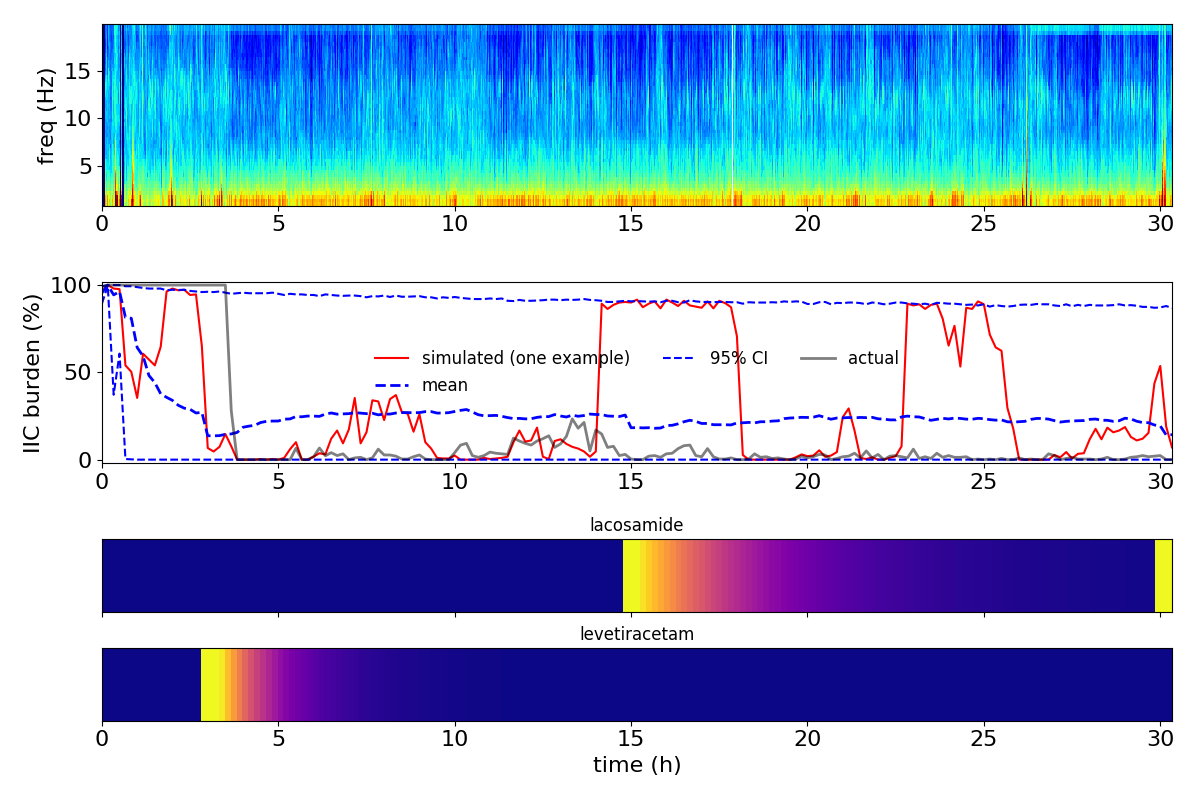 freq (Hz)
15
10
5
0 5 10 15 20 25 30
IIC burden (%)
100
50
0
simulated (one example) 95% CI actual
mean
0 5 10 15 20 25 30
lacosamide
levetiracetam
0 5 10 15 20 25 30
time (h)